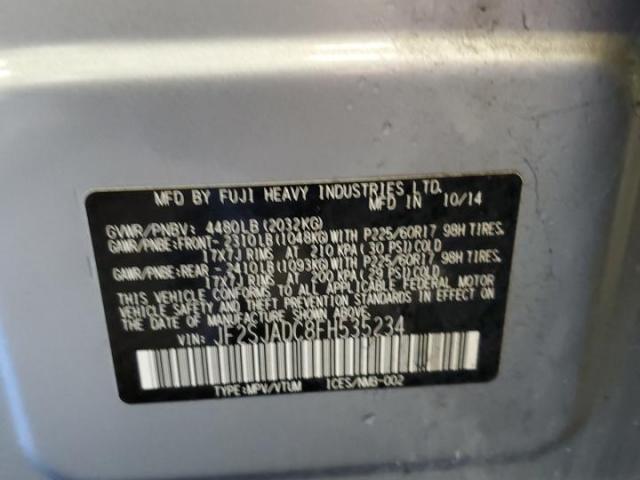 MFD BY FUJI HEAVY INDUSTRIES LTD.
MFD IN 10/14
GVWR/PNBV: 4480LB (2032KG)
GAWR/PNBE:FRONT- 2310LB (1048KG) WITH P225/60R17 98H TIRES.
17X7J RIMS AT 210 KPA ( 30 PSI) COLD
GAWR/PNBE:REAR - 2410LB (1093KG) WITH P225/60R17 98H TIRES.
17X7J RIMS AT 200 KPA ( 29 PSI) COLD
THIS VEHICLE CONFORMS TO ALL APPLICABLE FEDERAL MOTOR
VEHICLE SAFETY STANDARDS IN EFFECT ON THE
DATE OF MANUFACTURE SHOWN ABOVE.
VIN: JF2SJADC8FH535234
TYPE:MPV/VTUM ICES/NMB-002